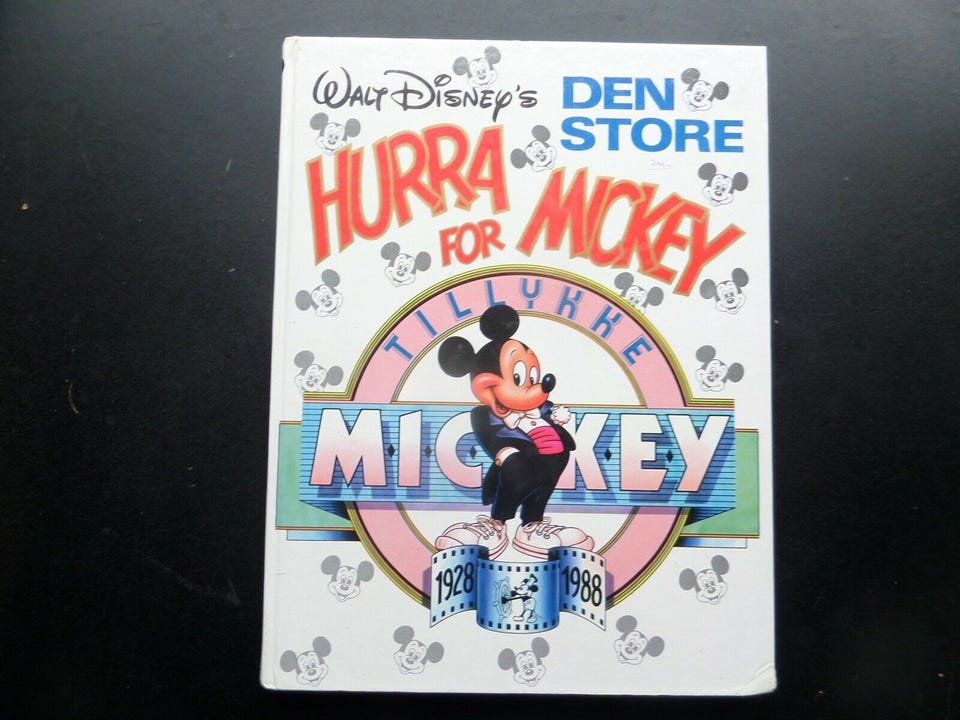 WALT DISNEY'S
DEN
STORE
HURRA
FOR
MICKEY
TILLYKKE
MICKEY
1928
1988